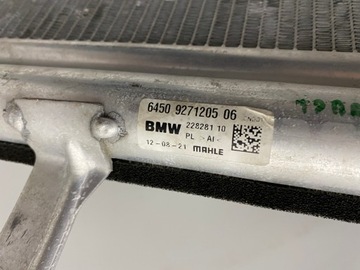 6450 9271205 06
BMW 228281 10
PL -AI-
12-08-21 MAHLE